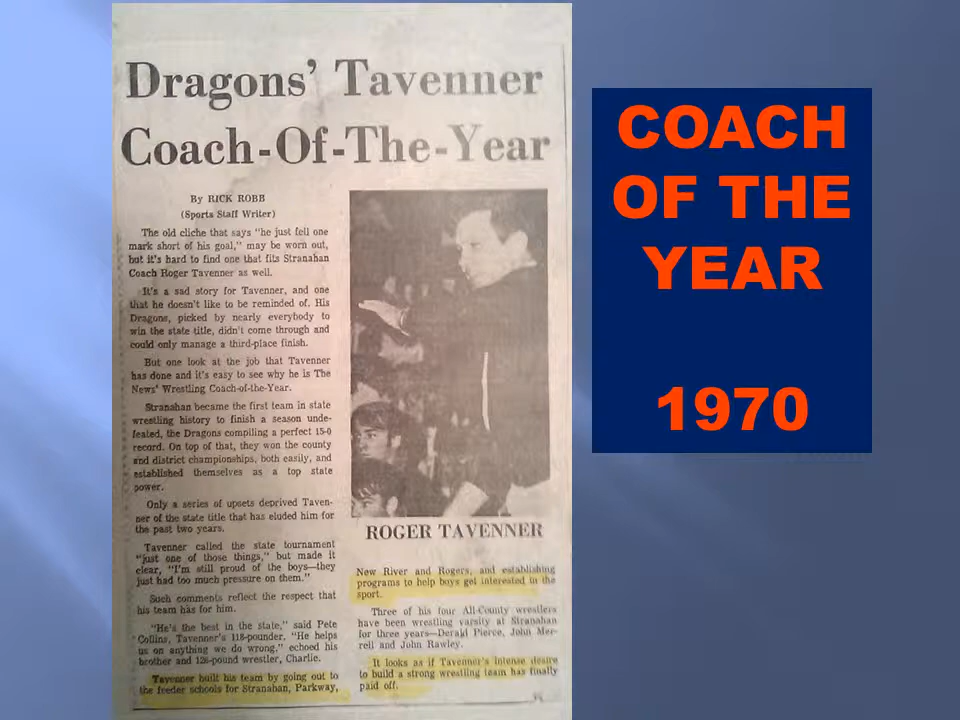 Dragons' Tavenner
Coach-Of-The-Year
By RICK ROBB
(Sports Staff Writer)
The old cliche that says "he just fell one
mark short of his goal," may be worn out,
but it's hard to find one that fits Stranahan
Coach Roger Tavenner as well.
It's a sad story for Tavenner, and one
that he doesn't like to be reminded of. His
Dragons, picked by nearly everybody to
win the state title, didn't come through and
could only manage a third-place finish.
But one look at the job that Tavenner
has done and it's easy to see why he is The
News' Wrestling Coach-of-the-Year.
Stranahan became the first team in state
wrestling history to finish a season unde-
feated, the Dragons compiling a perfect 15-0
record. On top of that, they won the county
and district championships, both easily, and
established themselves as a top state
power.
Only a series of upsets deprived Taven-
ner of the state title that has eluded him for
the past two years.
Tavenner called the state tournament
"just one of those things," but made it
clear, "I'm still proud of the boys—they
just had too much pressure on them."
Such comments reflect the respect that
his team has for him.
"He's the best in the state," said Pete
Collins, Tavenner's 118-pounder. "He helps
us on anything we do wrong," echoed his
brother and 126-pound wrestler, Charlie.
Tavenner built his team by going out to
the feeder schools for Stranahan, Parkway,
ROGER TAVENNER
New River and Rogers, and establishing
programs to help boys get interested in the
sport.
Three of his four All-County wrestlers
have been wrestling varsity at Stranahan
for three years—Derald Pierce, John Mer-
rell and John Rawley.
It looks as if Tavenner's intense desire
to build a strong wrestling team has finally
paid off.
COACH
OF THE
YEAR
1970